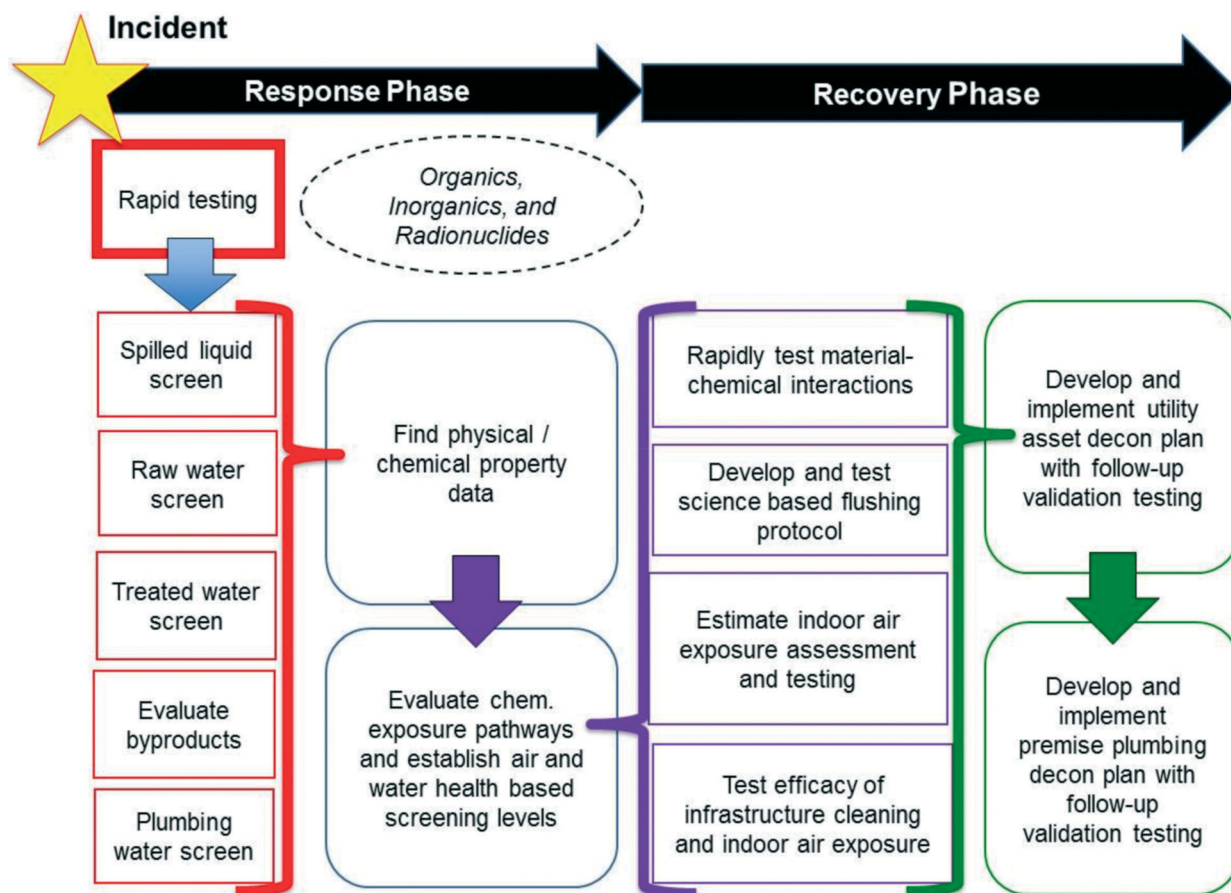 Incident
Response Phase
Recovery Phase
Rapid testing
Organics,
Inorganics, and
Radionuclides
Spilled liquid
screen
Raw water
screen
Treated water
screen
Evaluate
byproducts
Plumbing
water screen
Find physical /
chemical property
data
Evaluate chem.
exposure pathways
and establish air and
water health based
screening levels
Rapidly test material-
chemical interactions
Develop and test
science based flushing
protocol
Estimate indoor air
exposure assessment
and testing
Test efficacy of
infrastructure cleaning
and indoor air exposure
Develop and
implement utility
asset decon plan
with follow-up
validation testing
Develop and
implement
premise plumbing
decon plan with
follow-up
validation testing